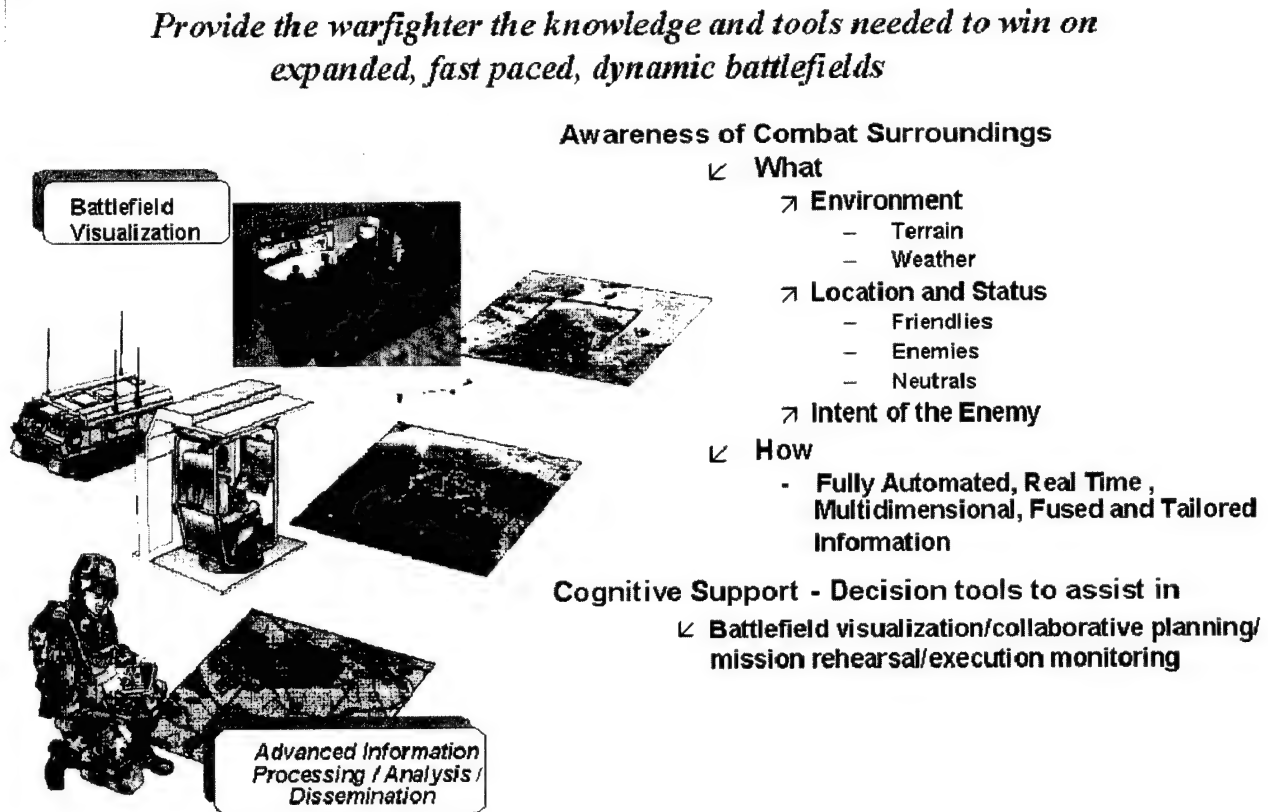 Provide the warfighter the knowledge and tools needed to win on
expanded, fast paced, dynamic battlefields
Battlefield
Visualization
Awareness of Combat Surroundings
↙ What
↗ Environment
– Terrain
– Weather
↗ Location and Status
– Friendlies
– Enemies
– Neutrals
↗ Intent of the Enemy
↙ How
- Fully Automated, Real Time ,
Multidimensional, Fused and Tailored
Information
Cognitive Support - Decision tools to assist in
↙ Battlefield visualization/collaborative planning/
mission rehearsal/execution monitoring
Advanced Information
Processing / Analysis /
Dissemination